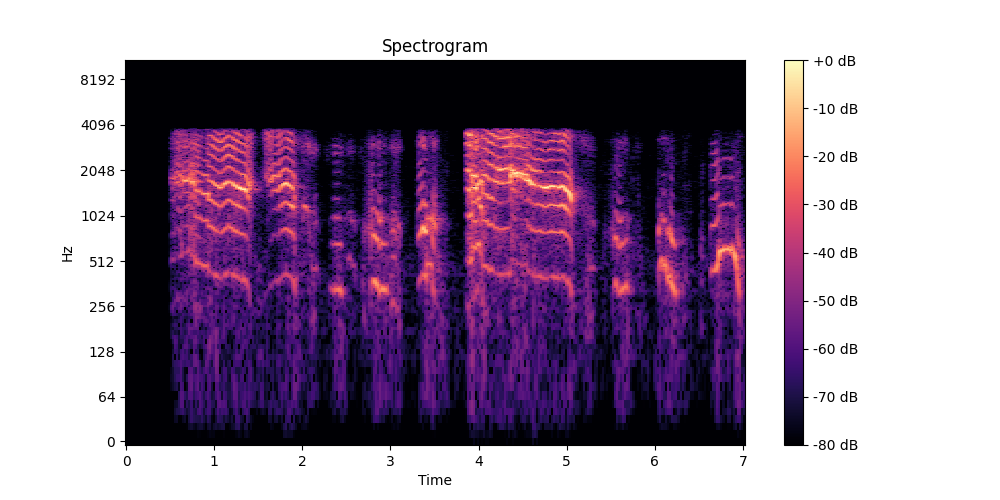 Spectrogram
8192
4096
2048
1024
512
256
128
64
0
Hz
0 1 2 3 4 5 6 7
Time
+0 dB
-10 dB
-20 dB
-30 dB
-40 dB
-50 dB
-60 dB
-70 dB
-80 dB